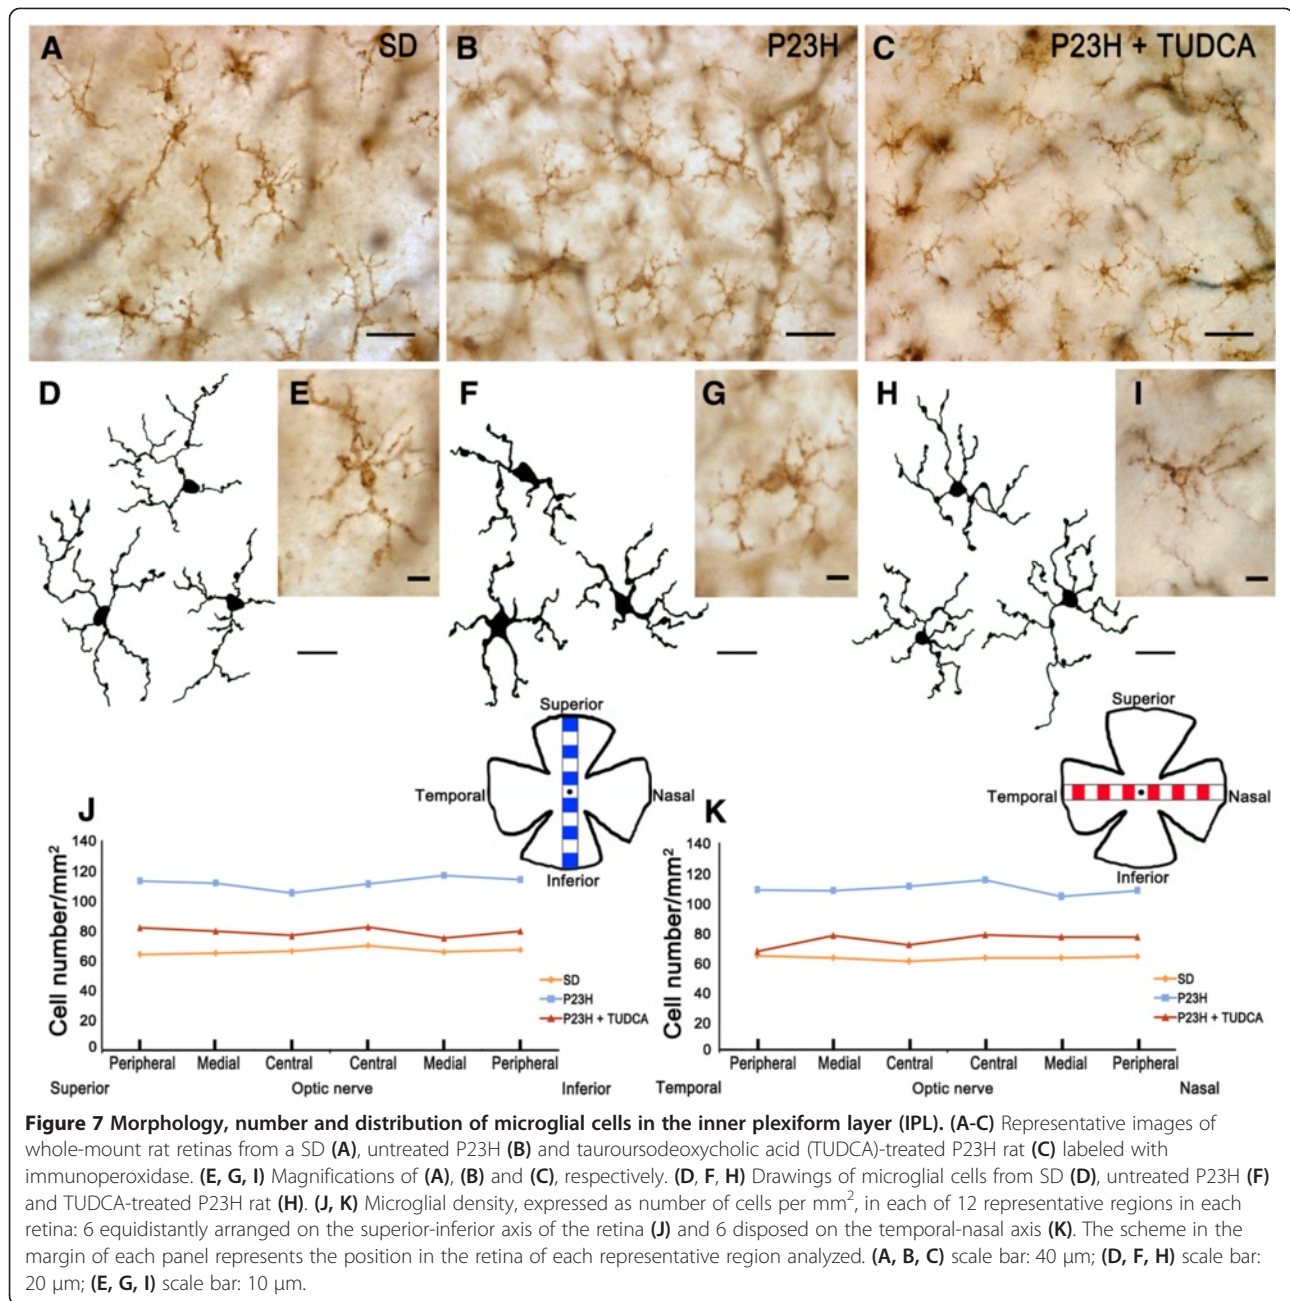 A SD
B P23H
C P23H + TUDCA
D
E
F
G
H
I
Superior
Temporal
Nasal
Inferior
Superior
Temporal
Nasal
Inferior
J
Cell number/mm²
140
120
100
80
60
40
20
0
SD
P23H
P23H + TUDCA
Peripheral Medial Central Central Medial Peripheral
Superior Optic nerve Inferior
K
Cell number/mm²
140
120
100
80
60
40
20
0
SD
P23H
P23H + TUDCA
Peripheral Medial Central Central Medial Peripheral
Temporal Optic nerve Nasal
Figure 7 Morphology, number and distribution of microglial cells in the inner plexiform layer (IPL). (A-C) Representative images of
whole-mount rat retinas from a SD (A), untreated P23H (B) and tauroursodeoxycholic acid (TUDCA)-treated P23H rat (C) labeled with
immunoperoxidase. (E, G, I) Magnifications of (A), (B) and (C), respectively. (D, F, H) Drawings of microglial cells from SD (D), untreated P23H (F)
and TUDCA-treated P23H rat (H). (J, K) Microglial density, expressed as number of cells per mm², in each of 12 representative regions in each
retina: 6 equidistantly arranged on the superior-inferior axis of the retina (J) and 6 disposed on the temporal-nasal axis (K). The scheme in the
margin of each panel represents the position in the retina of each representative region analyzed. (A, B, C) scale bar: 40 μm; (D, F, H) scale bar:
20 μm; (E, G, I) scale bar: 10 μm.